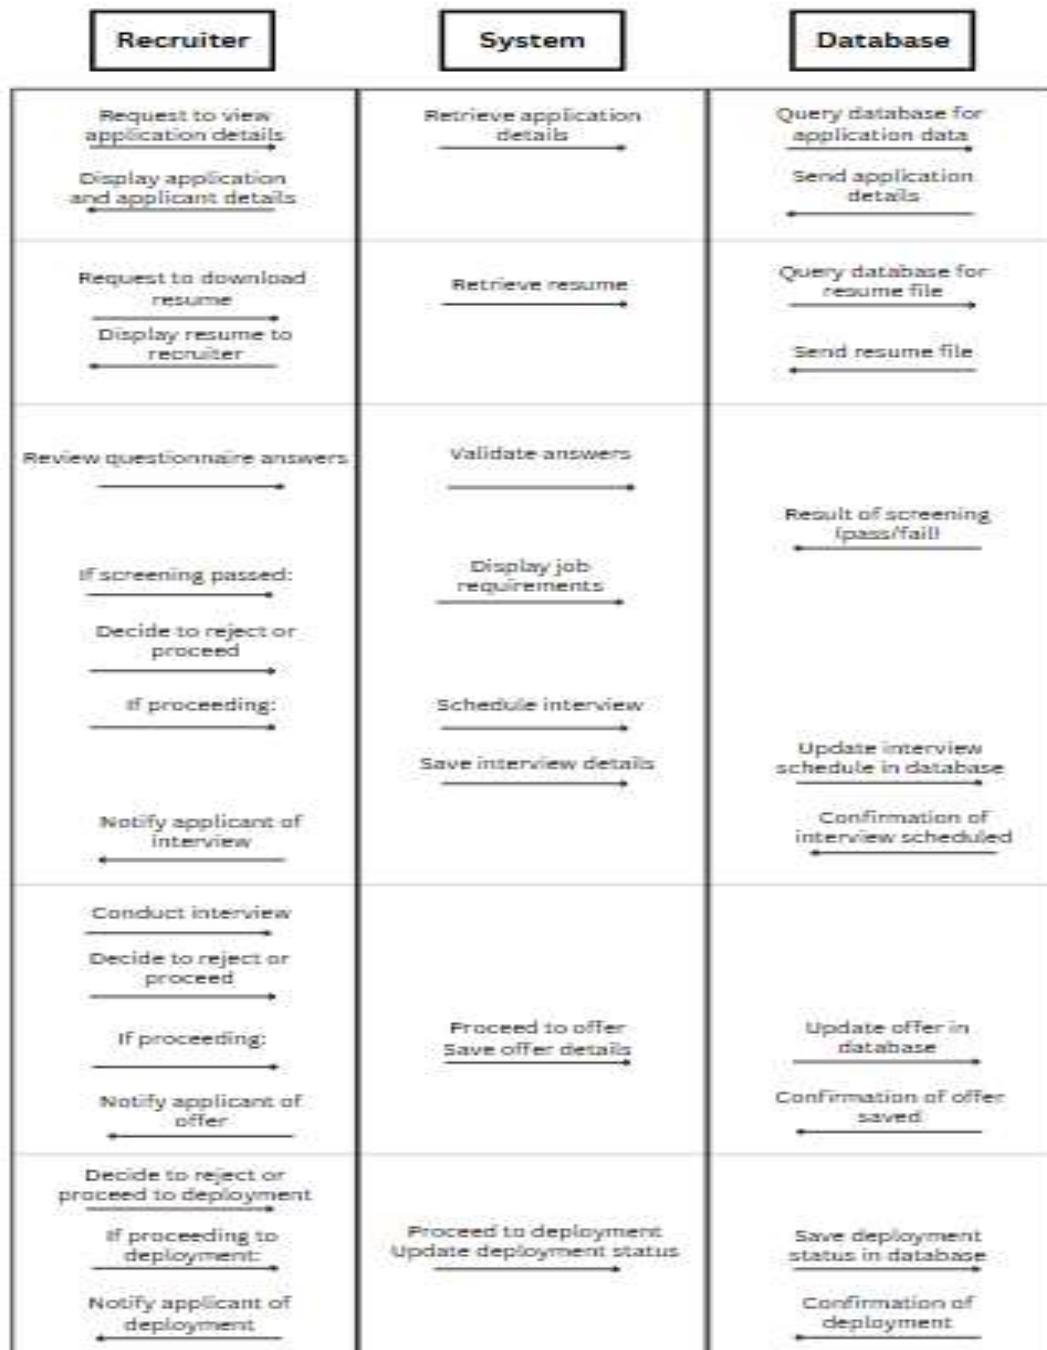 Recruiter
System
Database
Request to view
application details
Retrieve application
details
Query database for
application data
Display application
and applicant details
Send application
details
Request to download
resume
Retrieve resume
Query database for
resume file
Display resume to
recruiter
Send resume file
Review questionnaire answers
Validate answers
Result of screening
(pass/fail)
If screening passed:
Display job
requirements
Decide to reject or
proceed
If proceeding:
Schedule interview
Save interview details
Update interview
schedule in database
Notify applicant of
interview
Confirmation of
interview scheduled
Conduct interview
Decide to reject or
proceed
If proceeding:
Proceed to offer
Save offer details
Update offer in
database
Notify applicant of
offer
Confirmation of offer
saved
Decide to reject or
proceed to deployment
If proceeding to
deployment:
Proceed to deployment
Update deployment status
Save deployment
status in database
Notify applicant of
deployment
Confirmation of
deployment